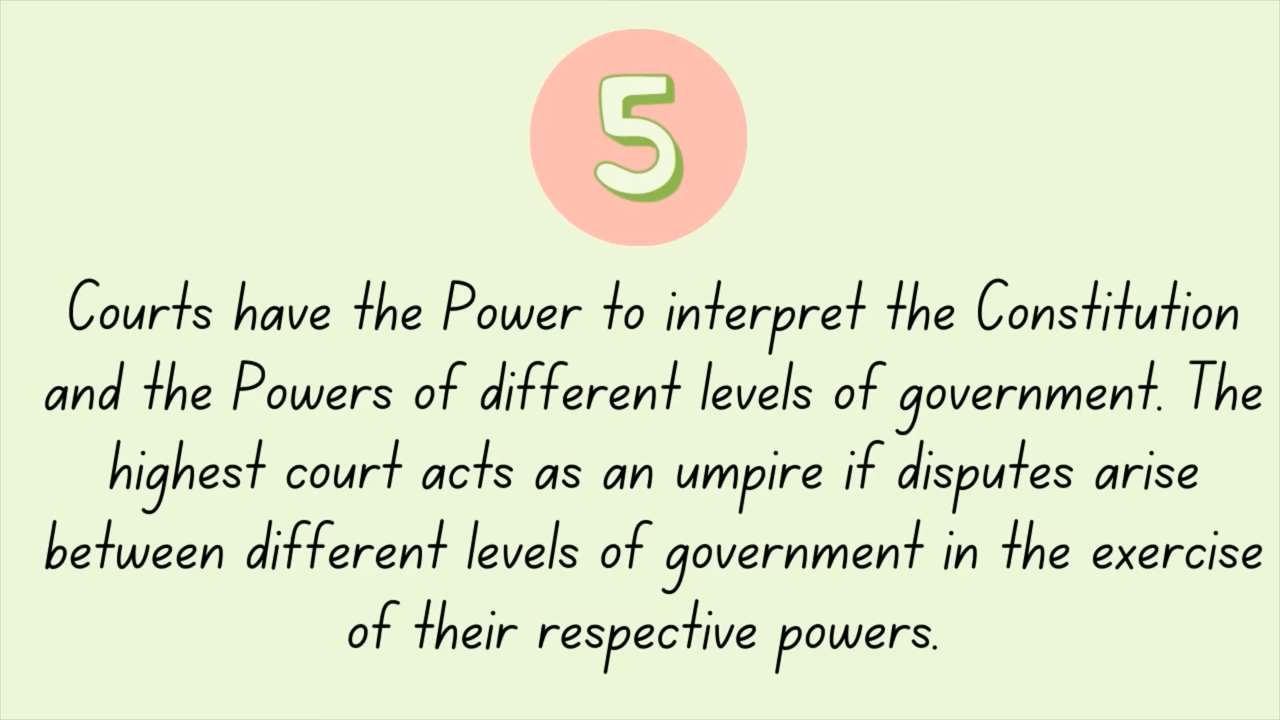 5
Courts have the Power to interpret the Constitution
and the Powers of different levels of government. The
highest court acts as an umpire if disputes arise
between different levels of government in the exercise
of their respective powers.